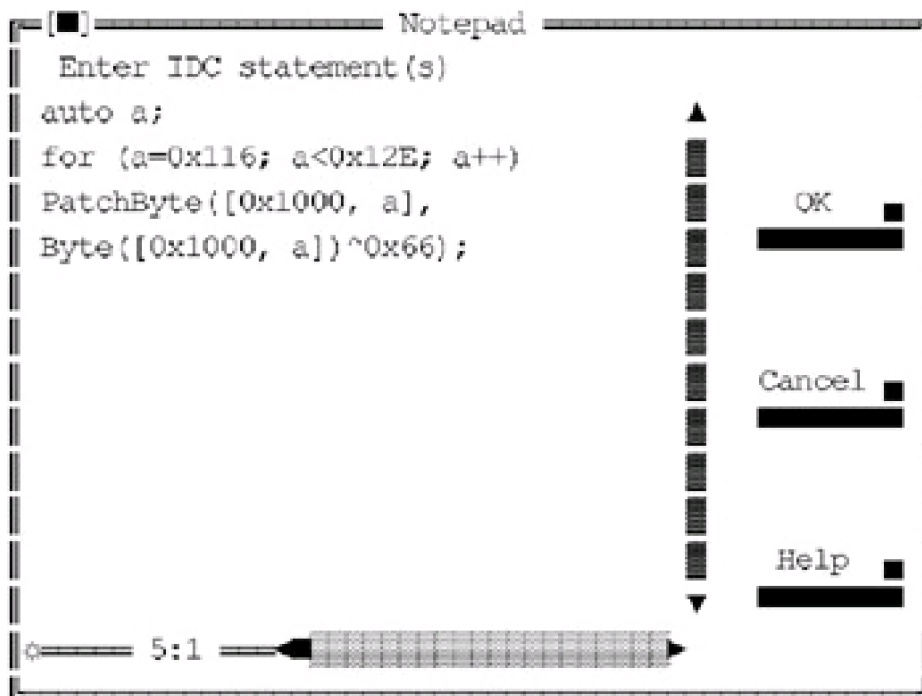 Notepad
Enter IDC statement(s)
auto a;
for (a=0x116; a<0x12E; a++)
PatchByte([0x1000, a],
Byte([0x1000, a])^0x66);
OK
Cancel
Help
5:1